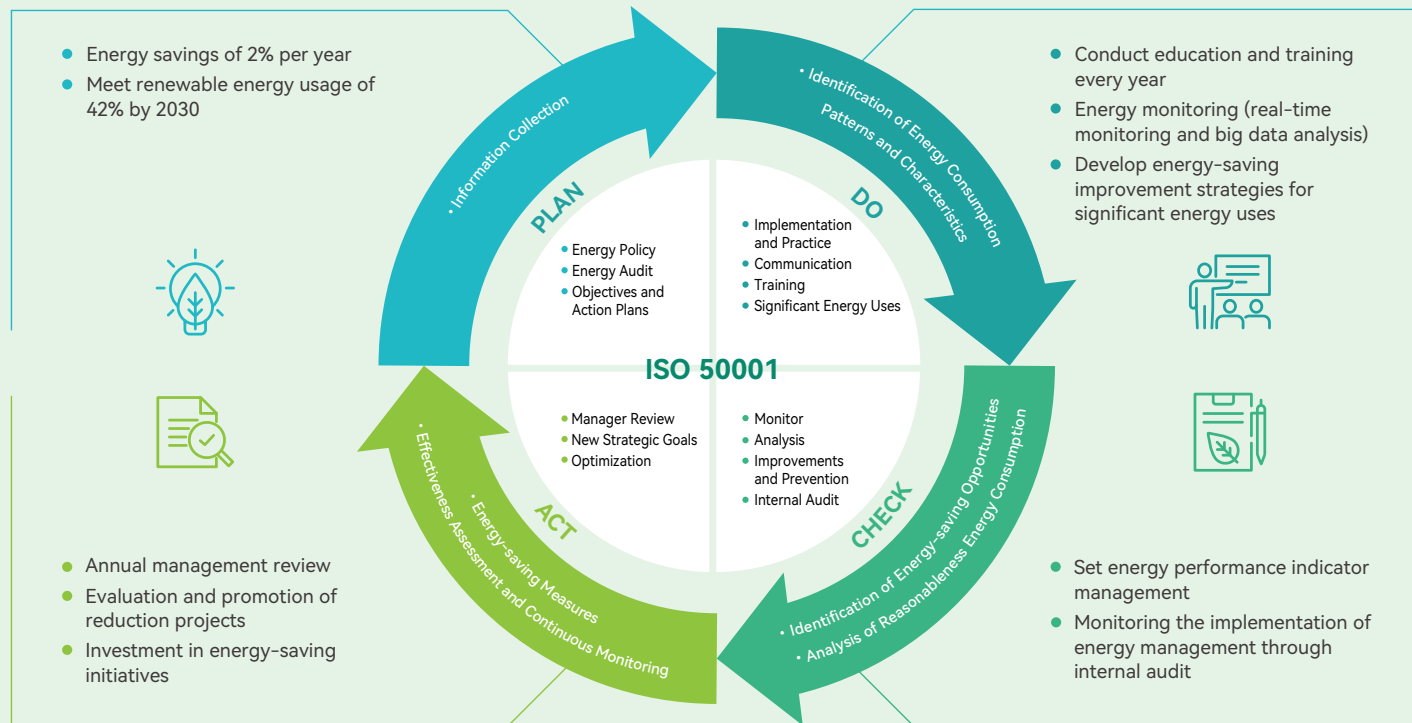 • Energy savings of 2% per year
• Meet renewable energy usage of
42% by 2030
• Information Collection
PLAN
• Energy Policy
• Energy Audit
• Objectives and
Action Plans
• Conduct education and training
every year
• Energy monitoring (real-time
monitoring and big data analysis)
• Develop energy-saving
improvement strategies for
significant energy uses
• Identification of Energy Consumption
Patterns and Characteristics
DO
• Implementation
and Practice
• Communication
• Training
• Significant Energy Uses
ISO 50001
• Monitor
• Analysis
• Improvements
and Prevention
• Internal Audit
CHECK
• Identification of Energy-saving Opportunities
• Analysis of Reasonableness Energy Consumption
• Set energy performance indicator
management
• Monitoring the implementation of
energy management through
internal audit
• Manager Review
• New Strategic Goals
• Optimization
ACT
• Energy-saving Measures
• Effectiveness Assessment and Continuous Monitoring
• Annual management review
• Evaluation and promotion of
reduction projects
• Investment in energy-saving
initiatives